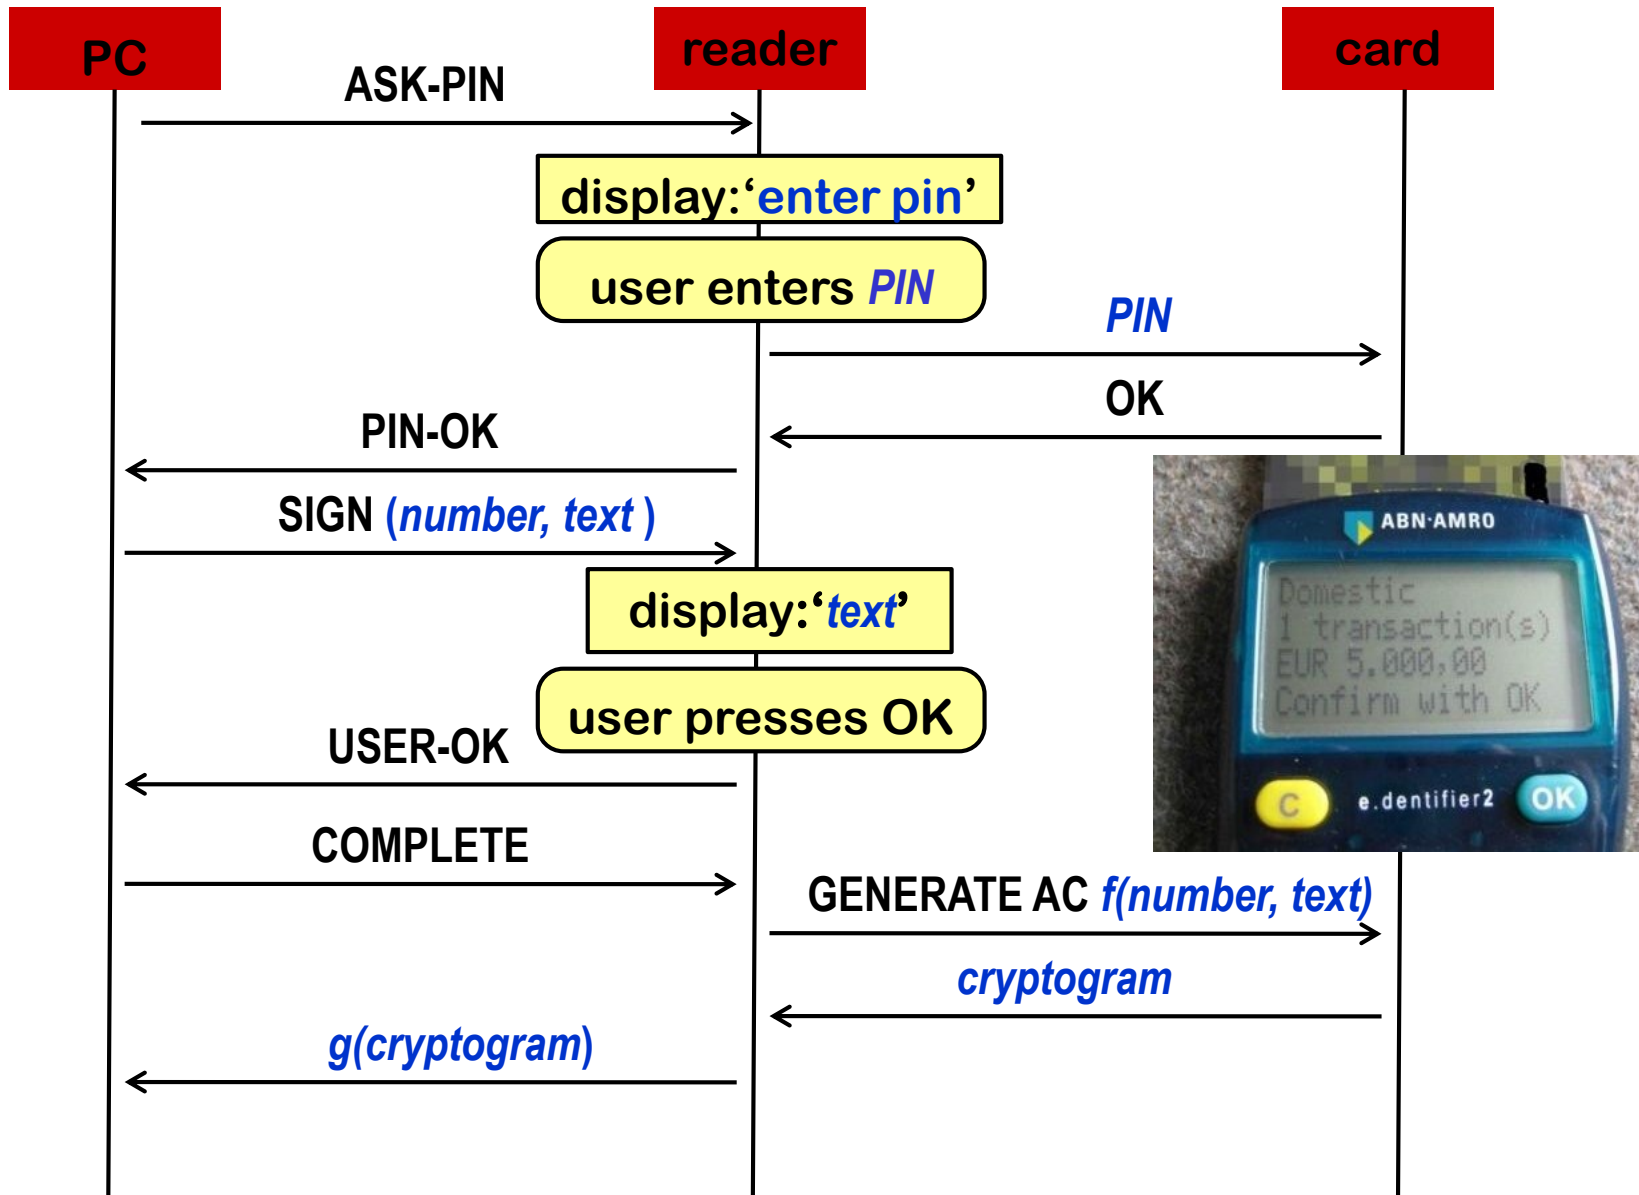 PC
reader
card
ASK-PIN
display:‘enter pin’
user enters PIN
PIN
OK
PIN-OK
SIGN (number, text )
display:‘text’
user presses OK
USER-OK
ABN·AMRO
Domestic
1 transaction(s)
EUR 5.000,00
Confirm with OK
C
e.dentifier2
OK
COMPLETE
GENERATE AC f(number, text)
cryptogram
g(cryptogram)